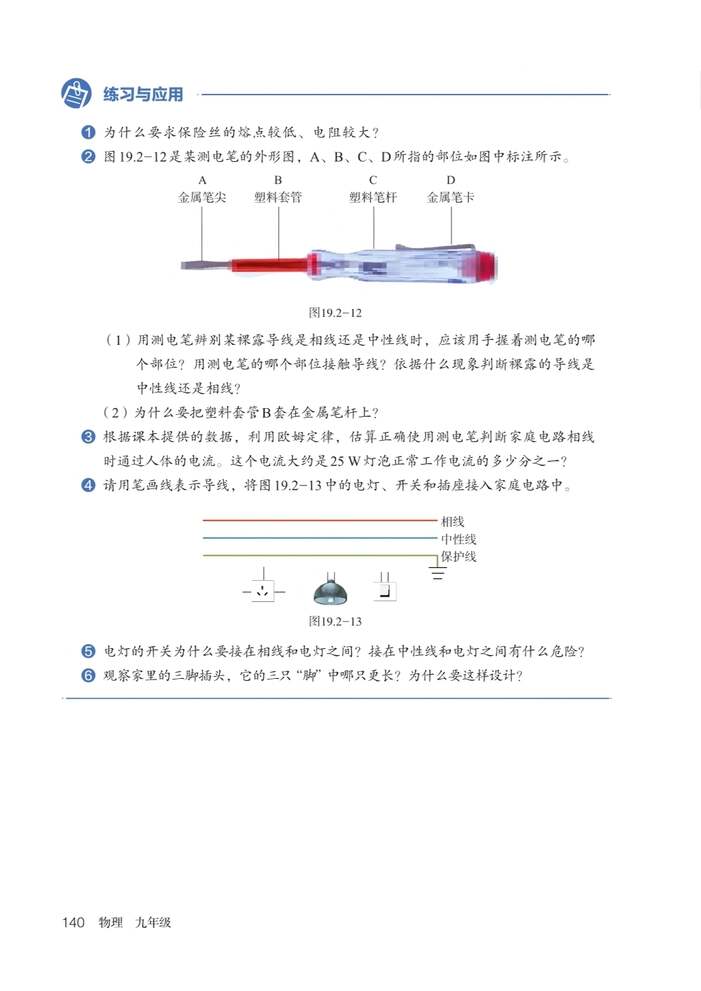 练习与应用
1 为什么要求保险丝的熔点较低、电阻较大?
2 图19.2-12是某测电笔的外形图，A、B、C、D所指的部位如图中标注所示。
A B C D
金属笔尖 塑料套管 塑料笔杆 金属笔卡
图19.2-12
（1）用测电笔辨别某裸露导线是相线还是中性线时，应该用手握着测电笔的哪
个部位？用测电笔的哪个部位接触导线？依据什么现象判断裸露的导线是
中性线还是相线？
（2）为什么要把塑料套管B套在金属笔杆上？
3 根据课本提供的数据，利用欧姆定律，估算正确使用测电笔判断家庭电路相线
时通过人体的电流。这个电流大约是25 W灯泡正常工作电流的多少分之一？
4 请用笔画线表示导线，将图19.2-13中的电灯、开关和插座接入家庭电路中。
相线
中性线
保护线
图19.2-13
5 电灯的开关为什么要接在相线和电灯之间？接在中性线和电灯之间有什么危险？
6 观察家里的三脚插头，它的三只“脚”中哪只更长？为什么要这样设计？
140 物理 九年级